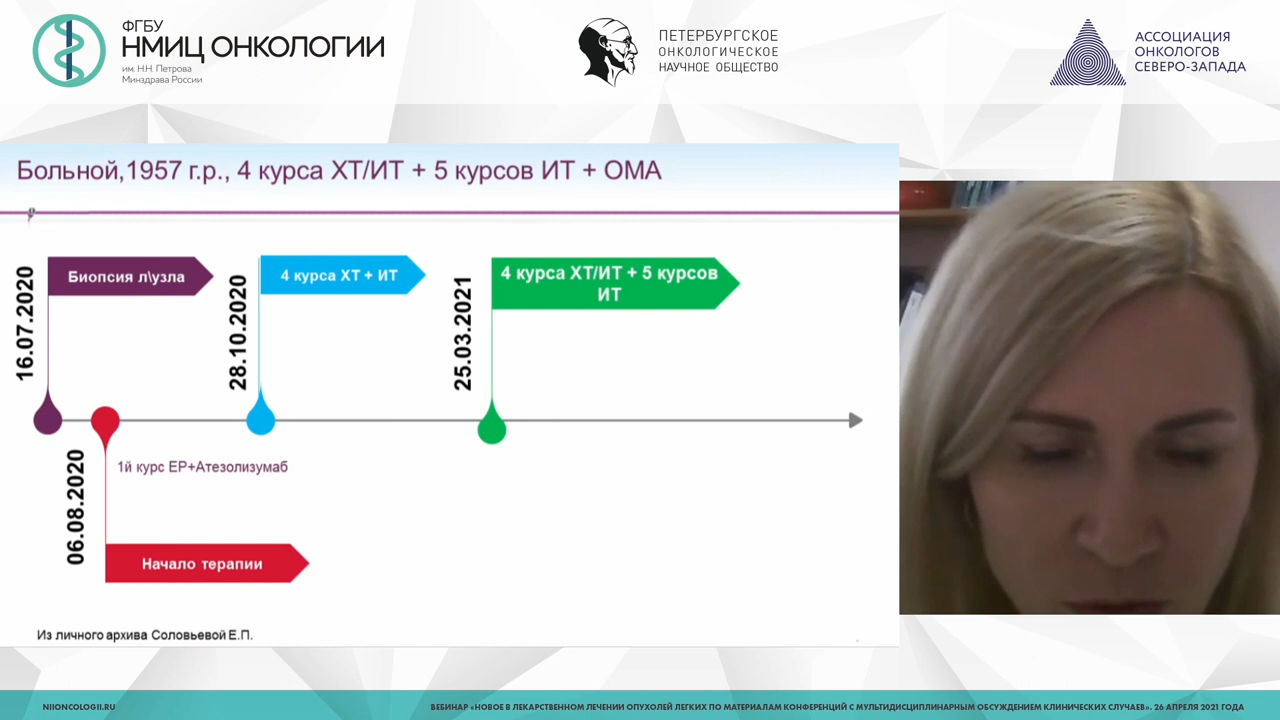 ФГБУ
НМИЦ ОНКОЛОГИИ
им. Н.Н. Петрова
Минздрава России
ПЕТЕРБУРГСКОЕ
ОНКОЛОГИЧЕСКОЕ
НАУЧНОЕ ОБЩЕСТВО
АССОЦИАЦИЯ
ОНКОЛОГОВ
СЕВЕРО-ЗАПАДА
Больной,1957 г.р., 4 курса ХТ/ИТ + 5 курсов ИТ + ОМА
16.07.2020
Биопсия л\узла
28.10.2020
4 курса ХТ + ИТ
25.03.2021
4 курса ХТ/ИТ + 5 курсов
ИТ
06.08.2020
1й курс ЕР+Атезолизумаб
Начало терапии
Из личного архива Соловьевой Е.П.
NIIONCOLOGII.RU
ВЕБИНАР «НОВОЕ В ЛЕКАРСТВЕННОМ ЛЕЧЕНИИ ОПУХОЛЕЙ ЛЕГКИХ ПО МАТЕРИАЛАМ КОНФЕРЕНЦИЙ С МУЛЬТИДИСЦИПЛИНАРНЫМ ОБСУЖДЕНИЕМ КЛИНИЧЕСКИХ СЛУЧАЕВ». 26 АПРЕЛЯ 2021 ГОДА